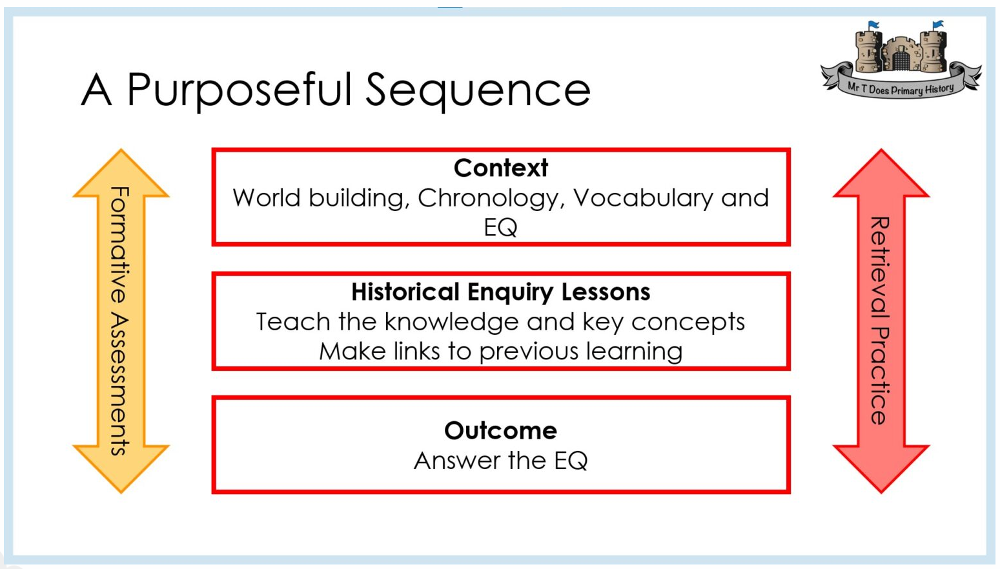 Mr T Does Primary History
A Purposeful Sequence
Formative Assessments
Context
World building, Chronology, Vocabulary and
EQ
Historical Enquiry Lessons
Teach the knowledge and key concepts
Make links to previous learning
Outcome
Answer the EQ
Retrieval Practice